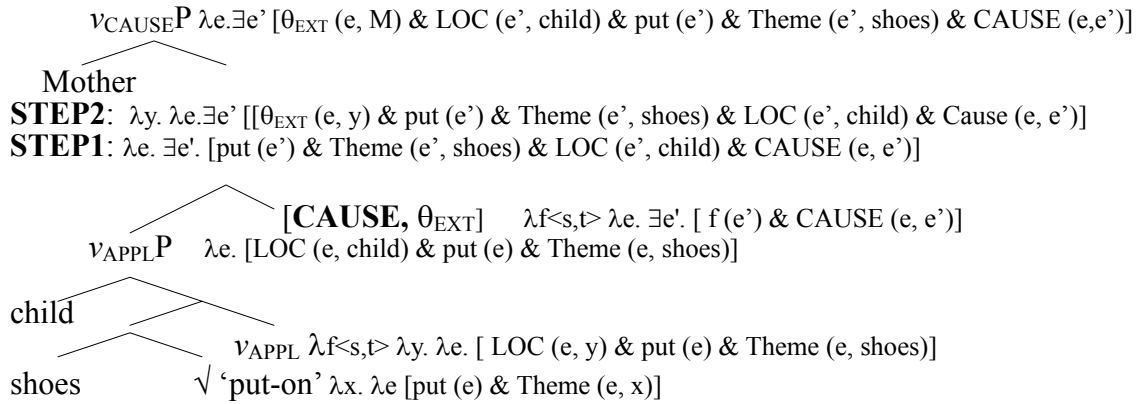 vCAUSEP λe.∃e’ [θEXT (e, M) & LOC (e’, child) & put (e’) & Theme (e’, shoes) & CAUSE (e,e’)]
Mother
STEP2: λy. λe.∃e’ [[θEXT (e, y) & put (e’) & Theme (e’, shoes) & LOC (e’, child) & Cause (e, e’)]
STEP1: λe. ∃e'. [put (e’) & Theme (e’, shoes) & LOC (e’, child) & CAUSE (e, e’)]
[CAUSE, θEXT] λf<s,t> λe. ∃e'. [ f (e’) & CAUSE (e, e’)]
vAPPLP λe. [LOC (e, child) & put (e) & Theme (e, shoes)]
child
vAPPL λf<s,t> λy. λe. [ LOC (e, y) & put (e) & Theme (e, shoes)]
shoes √ ‘put-on’ λx. λe [put (e) & Theme (e, x)]